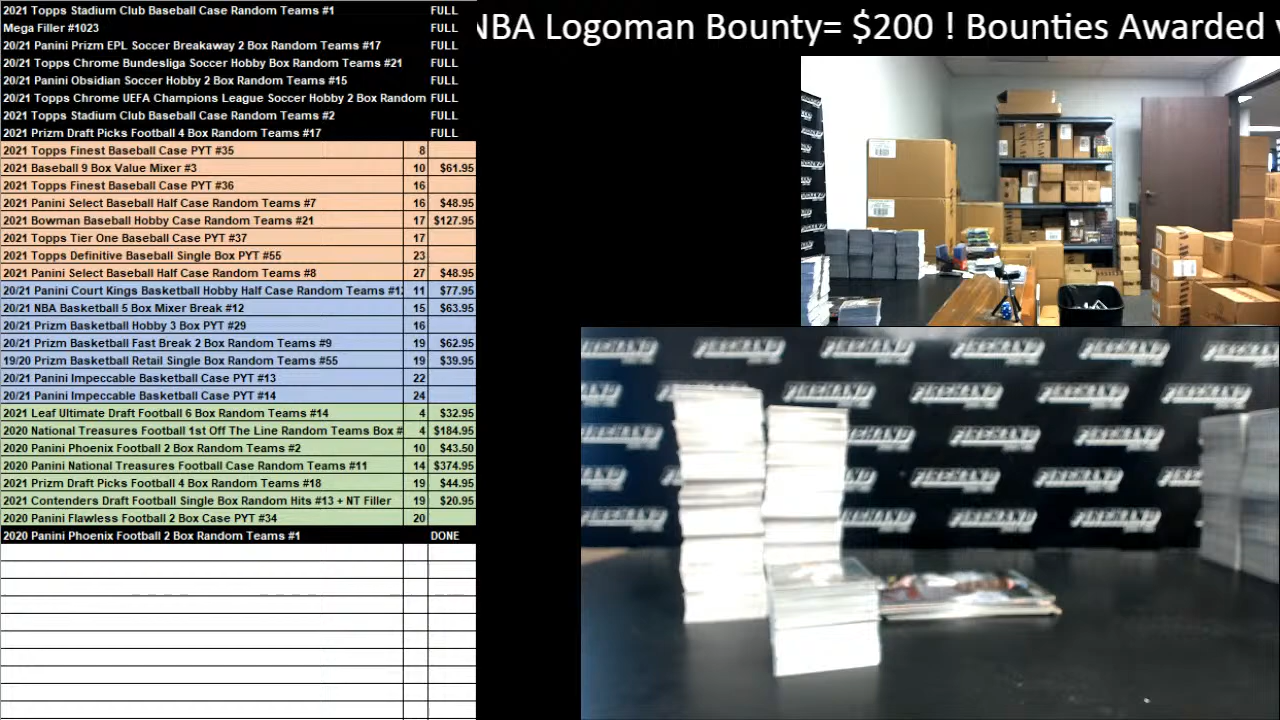 2021 Topps Stadium Club Baseball Case Random Teams #1 FULL
Mega Filler #1023 FULL
20/21 Panini Prizm EPL Soccer Breakaway 2 Box Random Teams #17 FULL
20/21 Topps Chrome Bundesliga Soccer Hobby Box Random Teams #21 FULL
20/21 Panini Obsidian Soccer Hobby 2 Box Random Teams #15 FULL
20/21 Topps Chrome UEFA Champions League Soccer Hobby 2 Box Random FULL
2021 Topps Stadium Club Baseball Case Random Teams #2 FULL
2021 Prizm Draft Picks Football 4 Box Random Teams #17 FULL
2021 Topps Finest Baseball Case PYT #35 8
2021 Baseball 9 Box Value Mixer #3 10 $61.95
2021 Topps Finest Baseball Case PYT #36 16
2021 Panini Select Baseball Half Case Random Teams #7 16 $48.95
2021 Bowman Baseball Hobby Case Random Teams #21 17 $127.95
2021 Topps Tier One Baseball Case PYT #37 17
2021 Topps Definitive Baseball Single Box PYT #55 23
2021 Panini Select Baseball Half Case Random Teams #8 27 $48.95
20/21 Panini Court Kings Basketball Hobby Half Case Random Teams #12 11 $77.95
20/21 NBA Basketball 5 Box Mixer Break #12 15 $63.95
20/21 Prizm Basketball Hobby 3 Box PYT #29 16
20/21 Prizm Basketball Fast Break 2 Box Random Teams #9 19 $62.95
19/20 Prizm Basketball Retail Single Box Random Teams #55 19 $39.95
20/21 Panini Impeccable Basketball Case PYT #13 22
20/21 Panini Impeccable Basketball Case PYT #14 24
2021 Leaf Ultimate Draft Football 6 Box Random Teams #14 4 $32.95
2020 National Treasures Football 1st Off The Line Random Teams Box # 4 $184.95
2020 Panini Phoenix Football 2 Box Random Teams #2 10 $43.50
2020 Panini National Treasures Football Case Random Teams #11 14 $374.95
2021 Prizm Draft Picks Football 4 Box Random Teams #18 19 $44.95
2021 Contenders Draft Football Single Box Random Hits #13 + NT Filler 19 $20.95
2020 Panini Flawless Football 2 Box Case PYT #34 20
2020 Panini Phoenix Football 2 Box Random Teams #1 DONE
NBA Logoman Bounty= $200 ! Bounties Awarded
FIREHAND FIREHAND FIREHAND FIREHAND FIREHAND